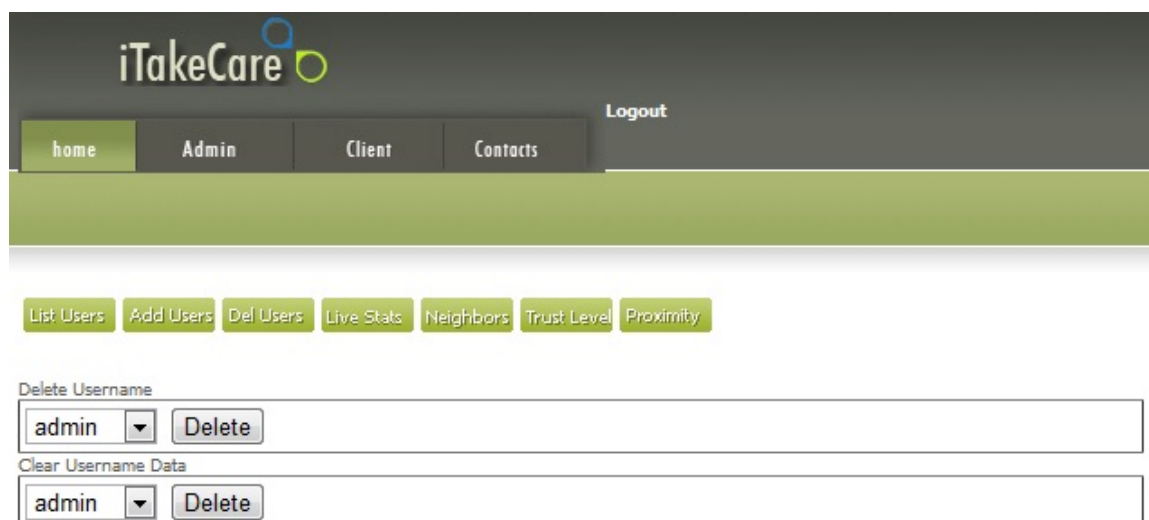 iTakeCare
Logout
home Admin Client Contacts
List Users Add Users Del Users Live Stats Neighbors Trust Level Proximity
Delete Username
admin Delete
Clear Username Data
admin Delete